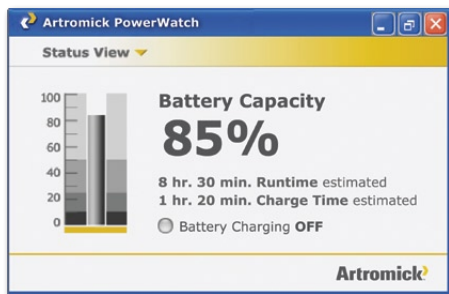 Artromick PowerWatch
Status View
100
80
60
40
20
0
Battery Capacity
85%
8 hr. 30 min. Runtime estimated
1 hr. 20 min. Charge Time estimated
Battery Charging OFF
Artromick